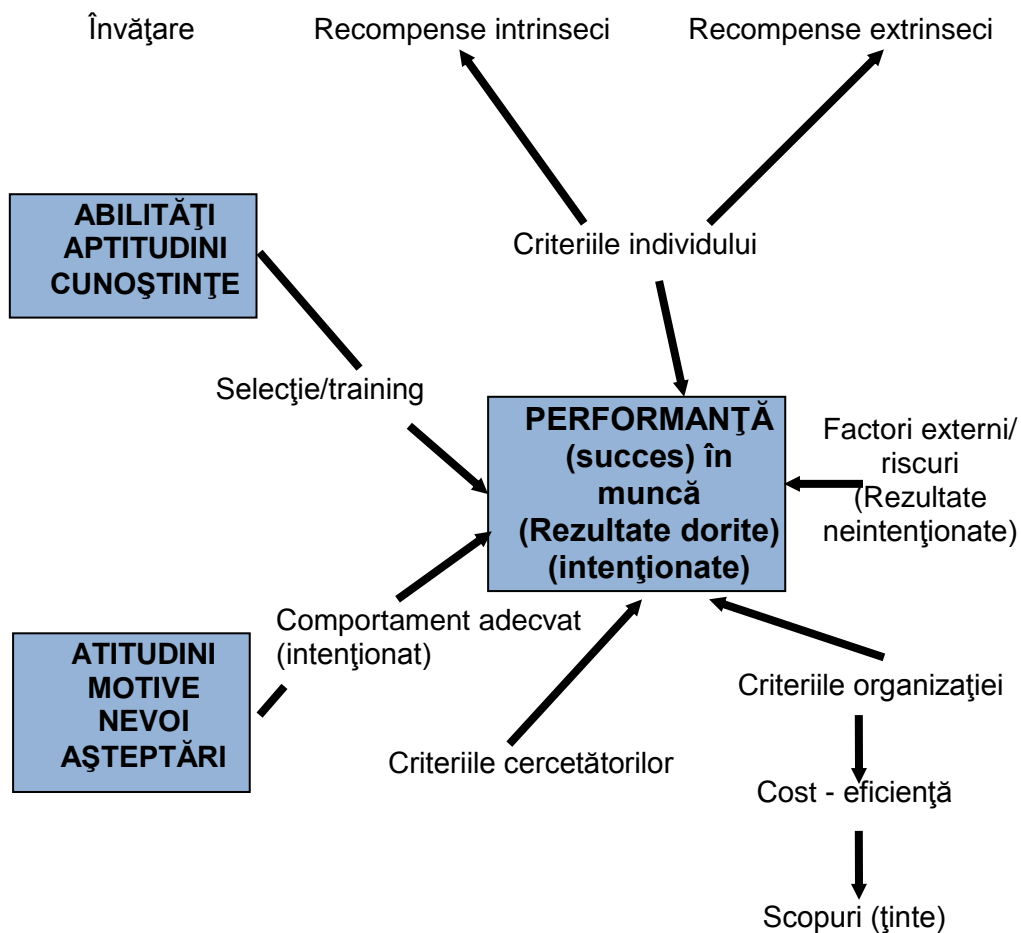 Învăţare
Recompense intrinseci
Recompense extrinseci
ABILITĂŢI
APTITUDINI
CUNOŞTINŢE
Criteriile individului
Selecţie/training
PERFORMANŢĂ
(succes) în
muncă
(Rezultate dorite)
(intenţionate)
Factori externi/
riscuri
(Rezultate
neintenţionate)
Comportament adecvat
(intenţionat)
ATITUDINI
MOTIVE
NEVOI
AŞTEPTĂRI
Criteriile organizaţiei
Criteriile cercetătorilor
Cost - eficienţă
Scopuri (ţinte)